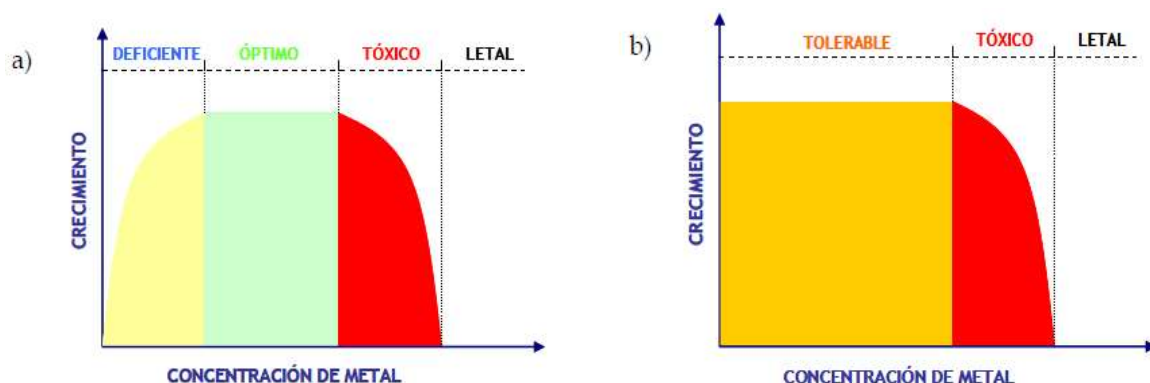 a)
DEFICIENTE ÓPTIMO TÓXICO LETAL
CRECIMIENTO
CONCENTRACIÓN DE METAL
b)
TOLERABLE TÓXICO LETAL
CRECIMIENTO
CONCENTRACIÓN DE METAL